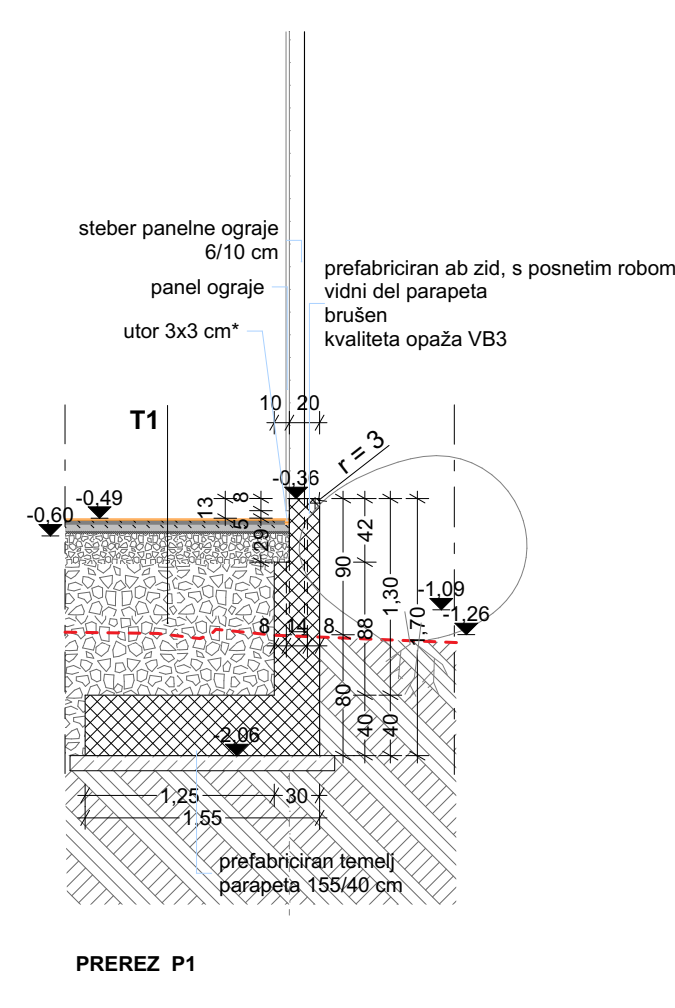 steber panelne ograje
6/10 cm
panel ograje
utor 3x3 cm*
prefabriciran ab zid, s posnetim robom
vidni del parapeta
brušen
kvaliteta opaža VB3
10 20
T1
r = 3
-0,36
-0,49
-0,60
13
8
5
29
90
42
1,30
88
1,70
-1,09
-1,26
8 14 8
80
40
40
-2,06
1,25 30
1,55
prefabriciran temelj
parapeta 155/40 cm
PREREZ P1